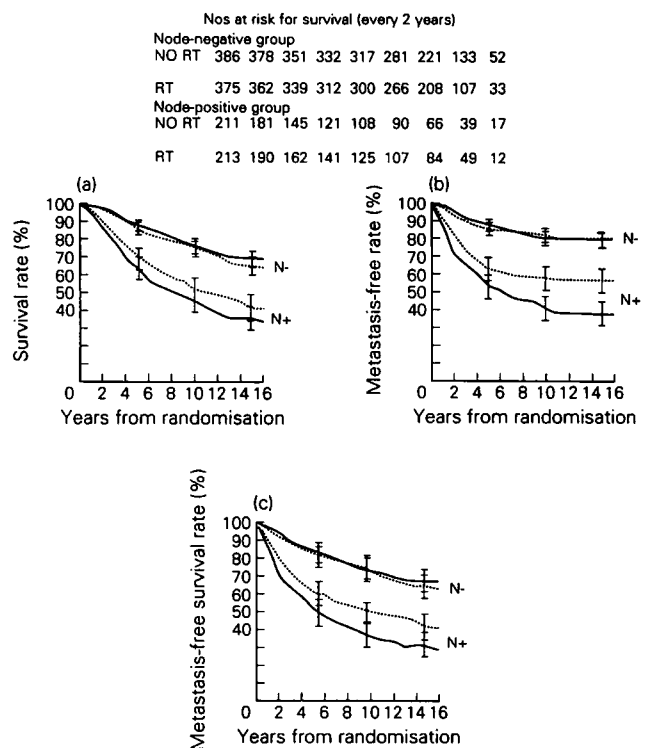 Nos at risk for survival (every 2 years)
Node-negative group
NO RT 386 378 351 332 317 281 221 133 52
RT 375 362 339 312 300 266 208 107 33
Node-positive group
NO RT 211 181 145 121 108 90 66 39 17
RT 213 190 162 141 125 107 84 49 12
(a)
Survival rate (%)
100
90
80
70
60
50
40
N-
N+
0 2 4 6 8 10 12 14 16
Years from randomisation
(b)
Metastasis-free rate (%)
100
90
80
70
60
50
40
N-
N+
0 2 4 6 8 10 12 14 16
Years from randomisation
(c)
Metastasis-free survival rate (%)
100
90
80
70
60
50
40
N-
N+
0 2 4 6 8 10 12 14 16
Years from randomisation